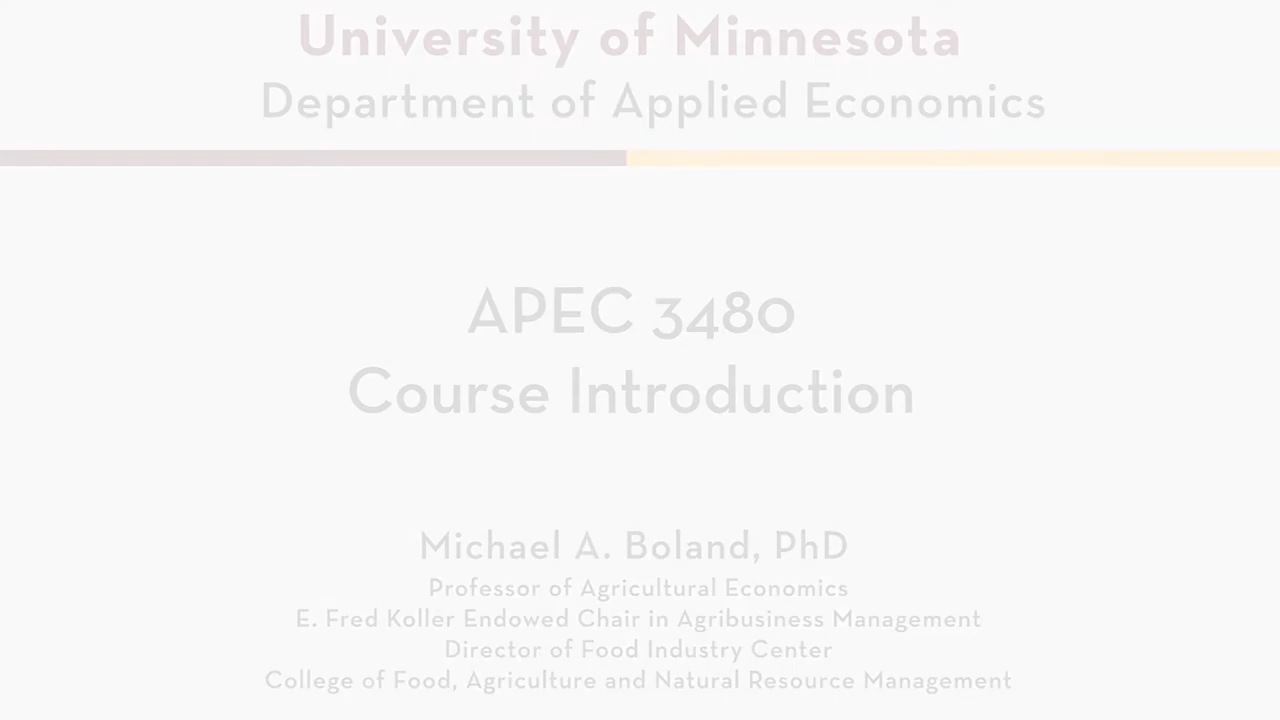 University of Minnesota
Department of Applied Economics
APEC 3480
Course Introduction
Michael A. Boland, PhD
Professor of Agricultural Economics
E. Fred Koller Endowed Chair in Agribusiness Management
Director of Food Industry Center
College of Food, Agriculture and Natural Resource Management